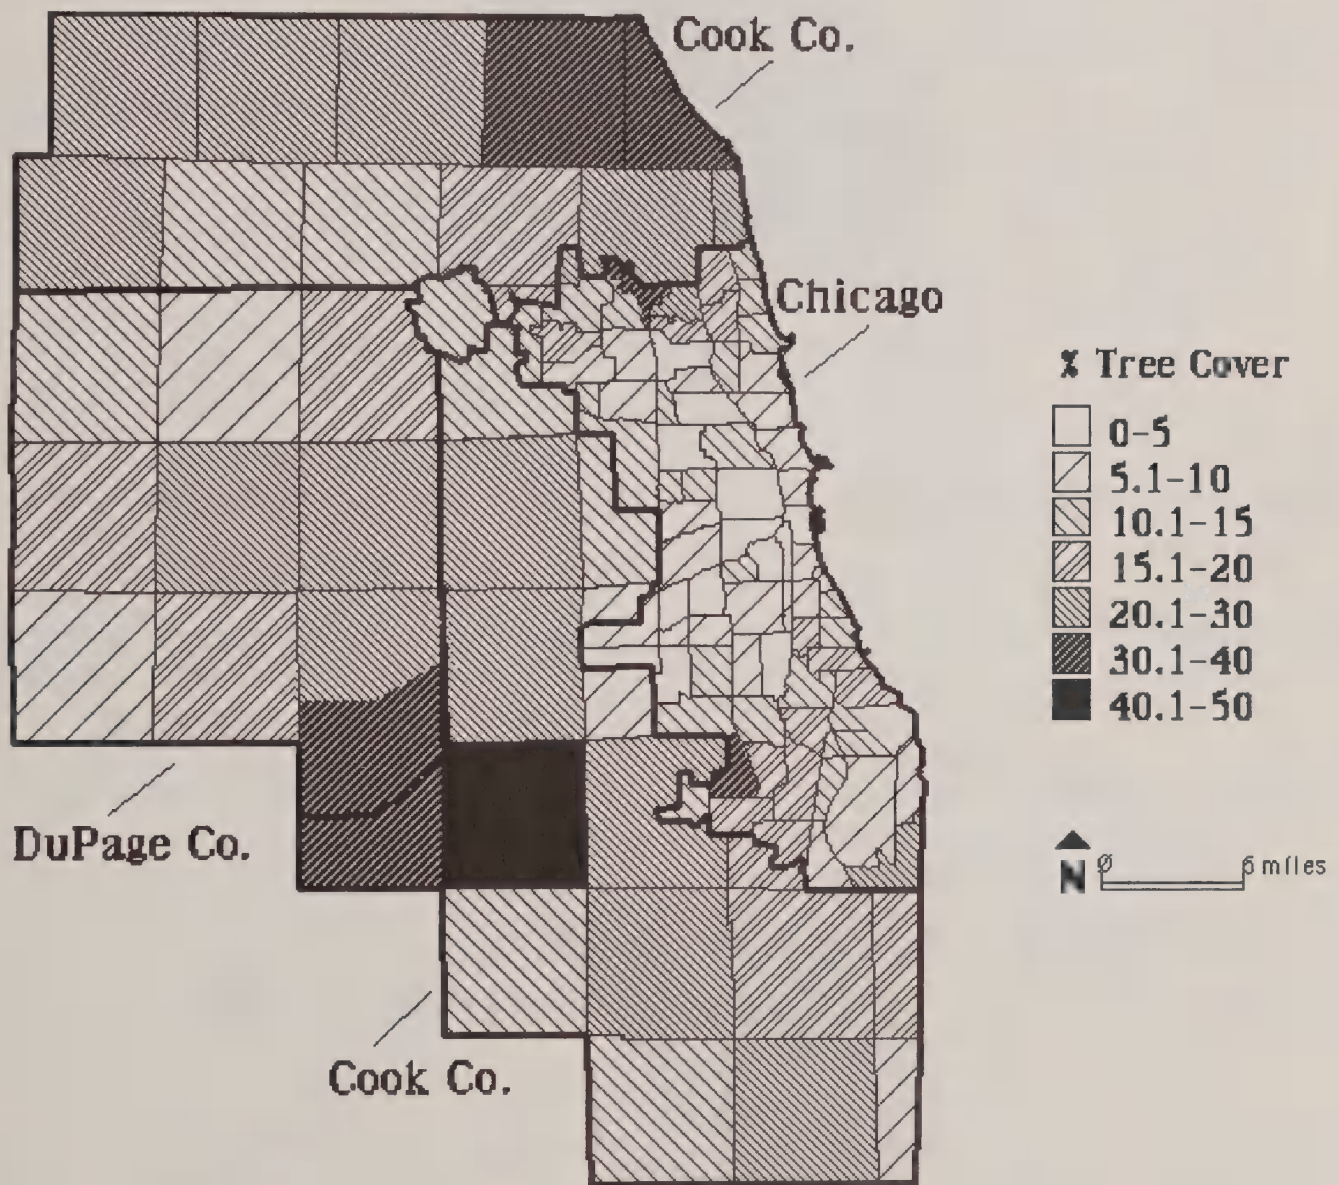 Cook Co.
Chicago
% Tree Cover
0-5
5.1-10
10.1-15
15.1-20
20.1-30
30.1-40
40.1-50
DuPage Co.
N 0 6 miles
Cook Co.